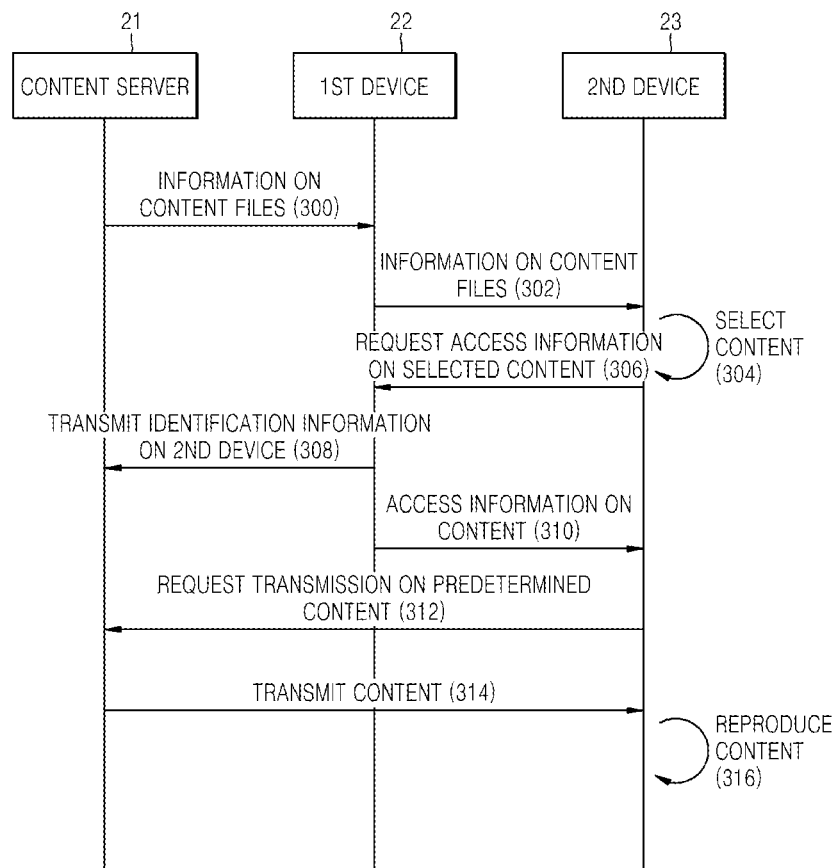 21
22
23
CONTENT SERVER
1ST DEVICE
2ND DEVICE
INFORMATION ON
CONTENT FILES (300)
INFORMATION ON CONTENT
FILES (302)
SELECT
CONTENT
(304)
REQUEST ACCESS INFORMATION
ON SELECTED CONTENT (306)
TRANSMIT IDENTIFICATION INFORMATION
ON 2ND DEVICE (308)
ACCESS INFORMATION ON
CONTENT (310)
REQUEST TRANSMISSION ON PREDETERMINED
CONTENT (312)
TRANSMIT CONTENT (314)
REPRODUCE
CONTENT
(316)